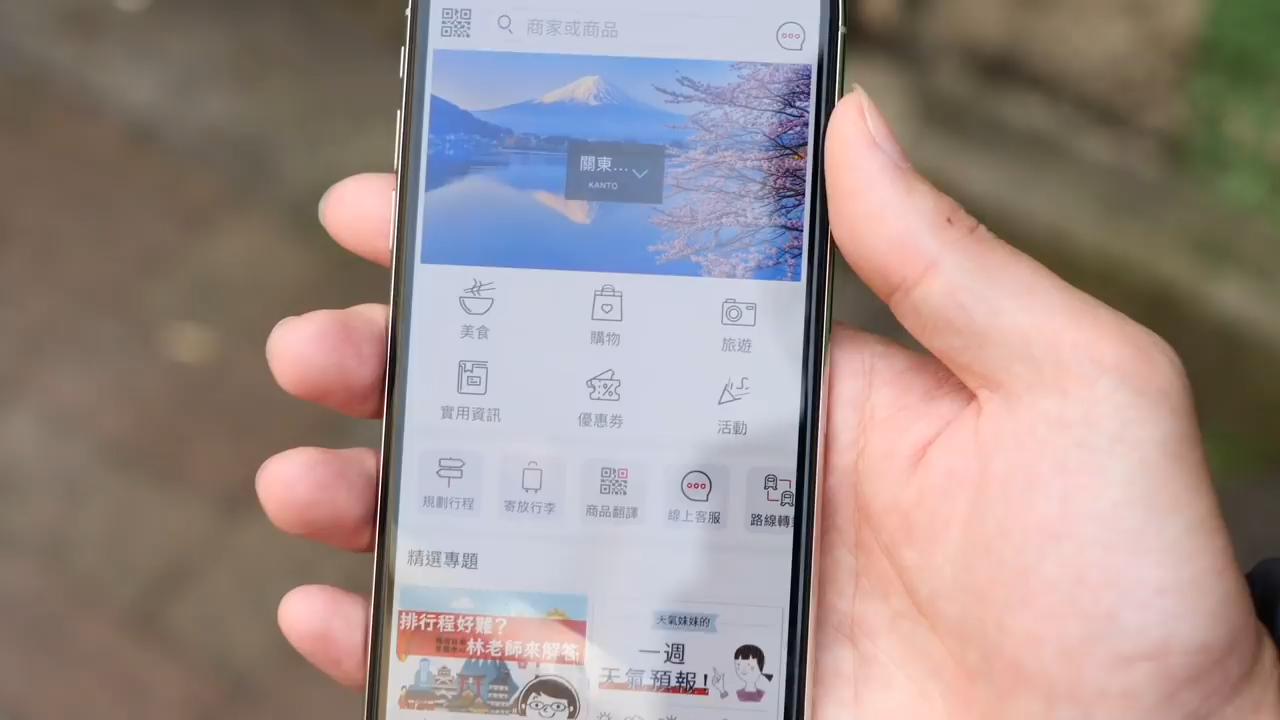 商家或商品
關東...
KANTO
美食
購物
旅遊
實用資訊
優惠券
活動
規劃行程
寄放行李
商品翻譯
線上客服
路線轉
精選專題
排行程好難?
林老師來解答
天氣妹妹的
一週
天氣預報!